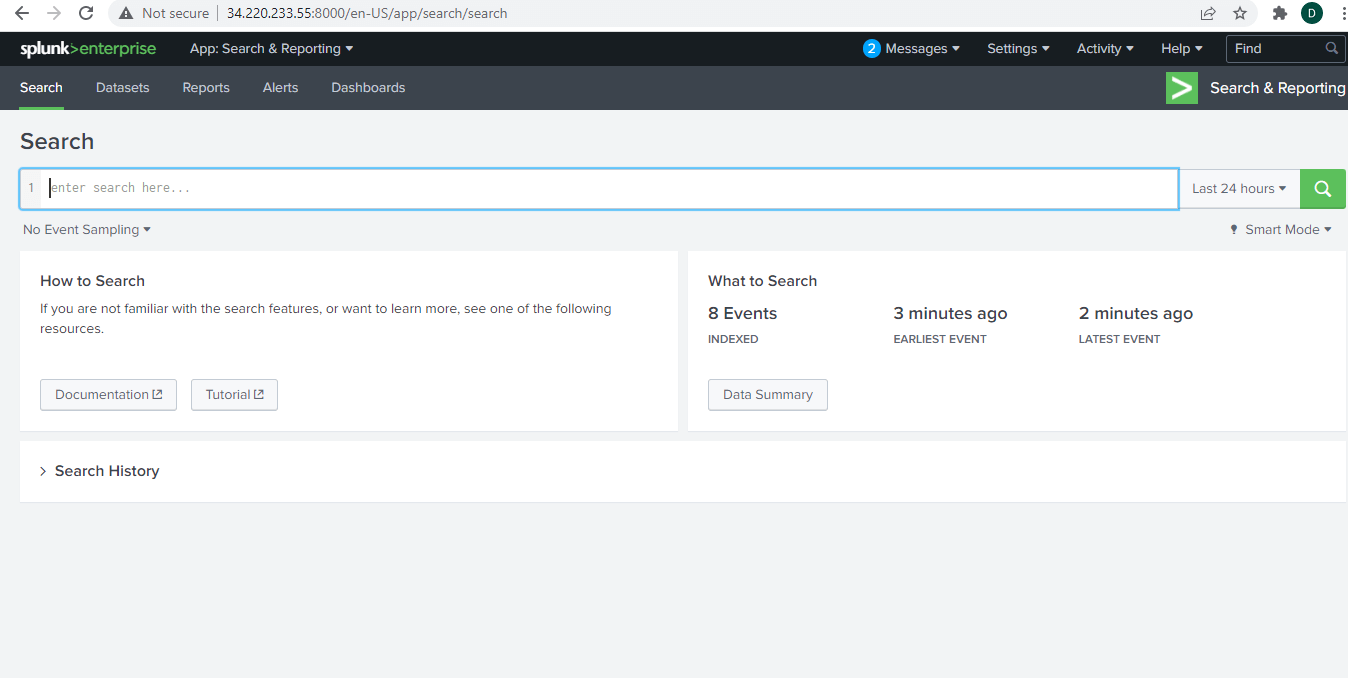 Not secure | 34.220.233.55:8000/en-US/app/search/search D
splunk>enterprise App: Search & Reporting 2 Messages Settings Activity Help Find
Search Datasets Reports Alerts Dashboards > Search & Reporting
Search
1 enter search here... Last 24 hours
No Event Sampling Smart Mode
How to Search
If you are not familiar with the search features, or want to learn more, see one of the following
resources.
Documentation Tutorial
What to Search
8 Events 3 minutes ago 2 minutes ago
INDEXED EARLIEST EVENT LATEST EVENT
Data Summary
> Search History